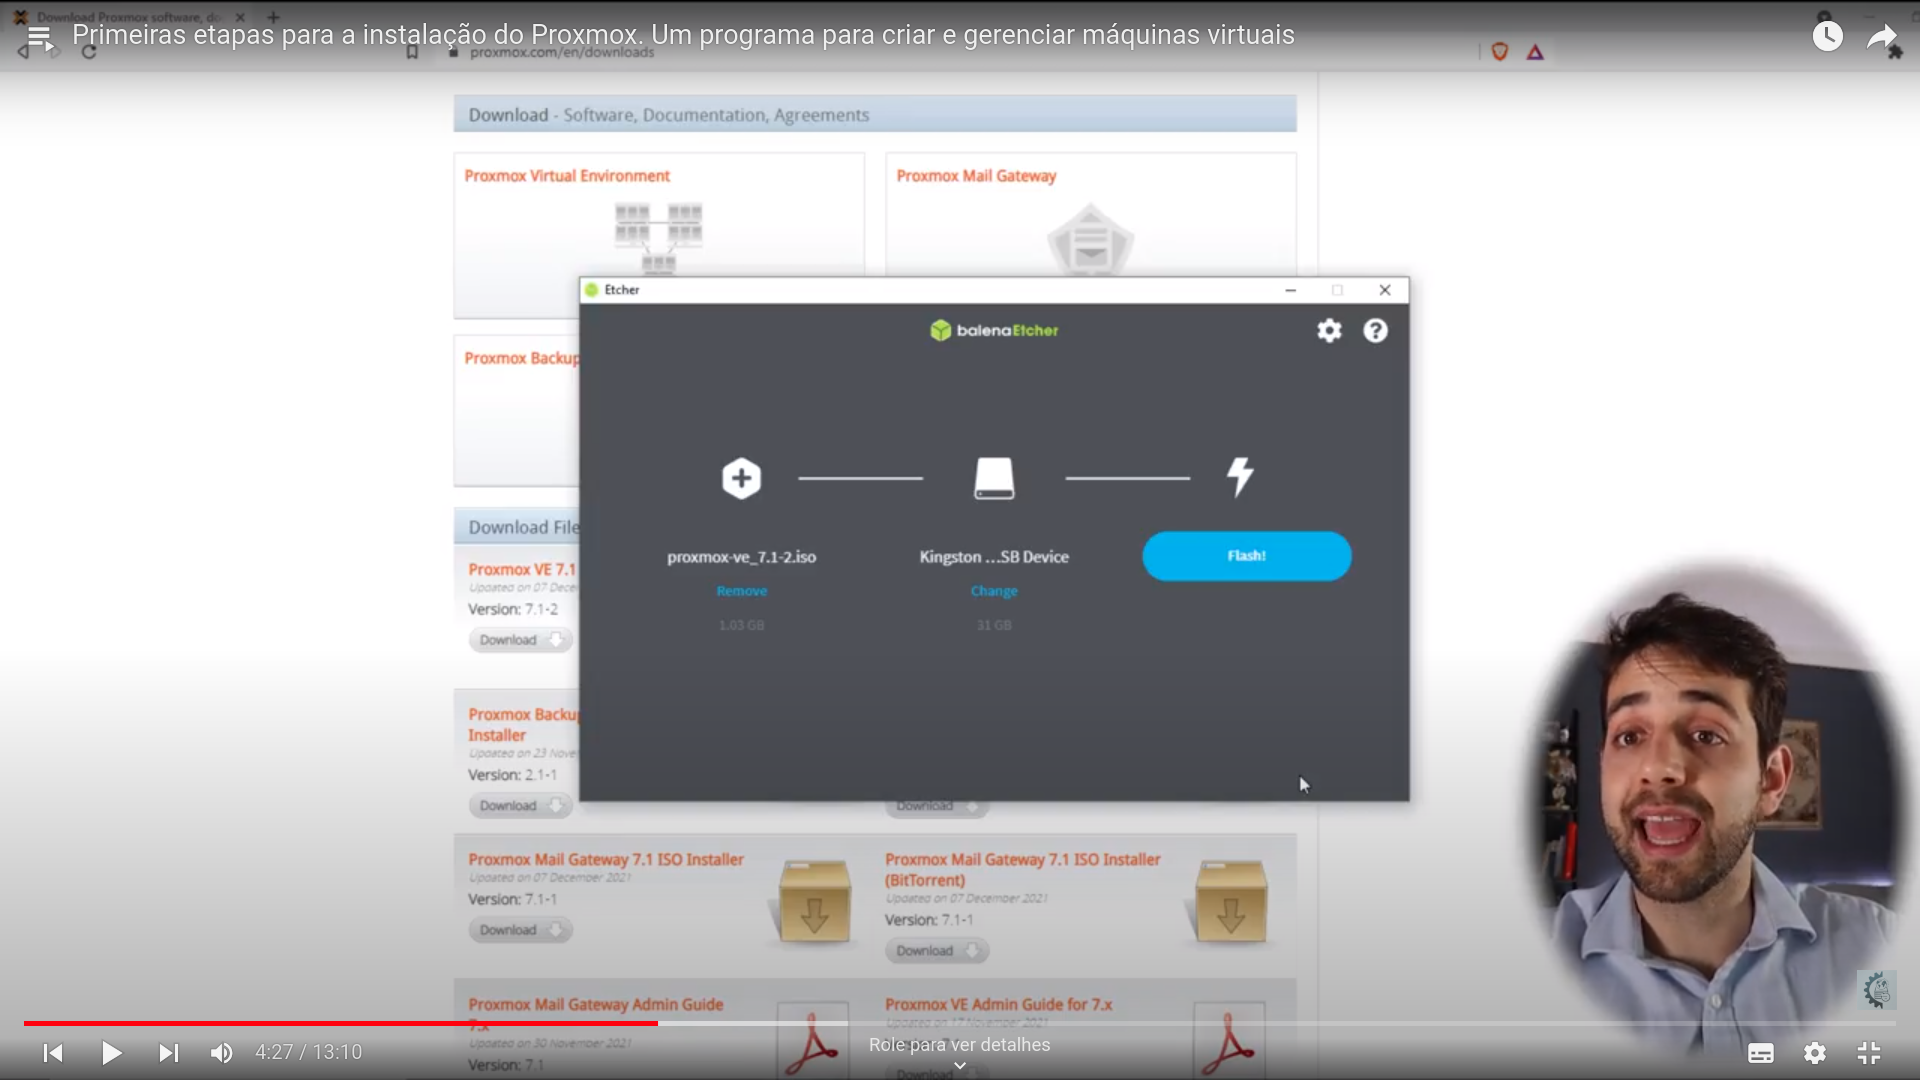 Download Proxmox software, do
Primeiras etapas para a instalação do Proxmox. Um programa para criar e gerenciar máquinas virtuais
proxmox.com/en/downloads
Download - Software, Documentation, Agreements
Proxmox Virtual Environment
Proxmox Mail Gateway
Etcher
balenaEtcher
Proxmox Backup
proxmox-ve_7.1-2.iso
Kingston ...SB Device
Flash!
Remove
Change
1.03 GB
31 GB
Download File
Proxmox VE 7.1
Updated on 07 Dece
Version: 7.1-2
Download
Proxmox Backup
Installer
Updated on 23 Nove
Version: 2.1-1
Download
Download
Proxmox Mail Gateway 7.1 ISO Installer
Updated on 07 December 2021
Version: 7.1-1
Download
Proxmox Mail Gateway 7.1 ISO Installer
(BitTorrent)
Updated on 07 December 2021
Version: 7.1-1
Download
Proxmox Mail Gateway Admin Guide
7.x
Updated on 30 November 2021
Version: 7.1
Proxmox VE Admin Guide for 7.x
Updated on 17 November 2021
Download
4:27 / 13:10
Role para ver detalhes